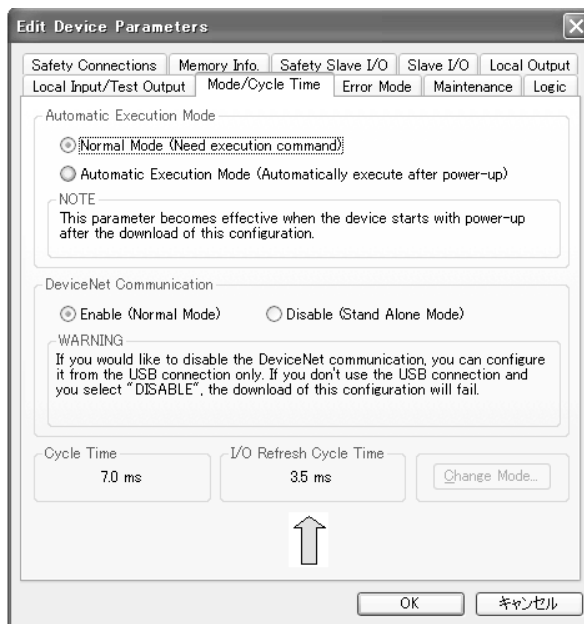 Edit Device Parameters
Safety Connections Memory Info. Safety Slave I/O Slave I/O Local Output
Local Input/Test Output Mode/Cycle Time Error Mode Maintenance Logic
Automatic Execution Mode
Normal Mode (Need execution command)
Automatic Execution Mode (Automatically execute after power-up)
NOTE
This parameter becomes effective when the device starts with power-up
after the download of this configuration.
DeviceNet Communication
Enable (Normal Mode) Disable (Stand Alone Mode)
WARNING
If you would like to disable the DeviceNet communication, you can configure
it from the USB connection only. If you don't use the USB connection and
you select "DISABLE", the download of this configuration will fail.
Cycle Time I/O Refresh Cycle Time
7.0 ms 3.5 ms Change Mode...
OK キャンセル